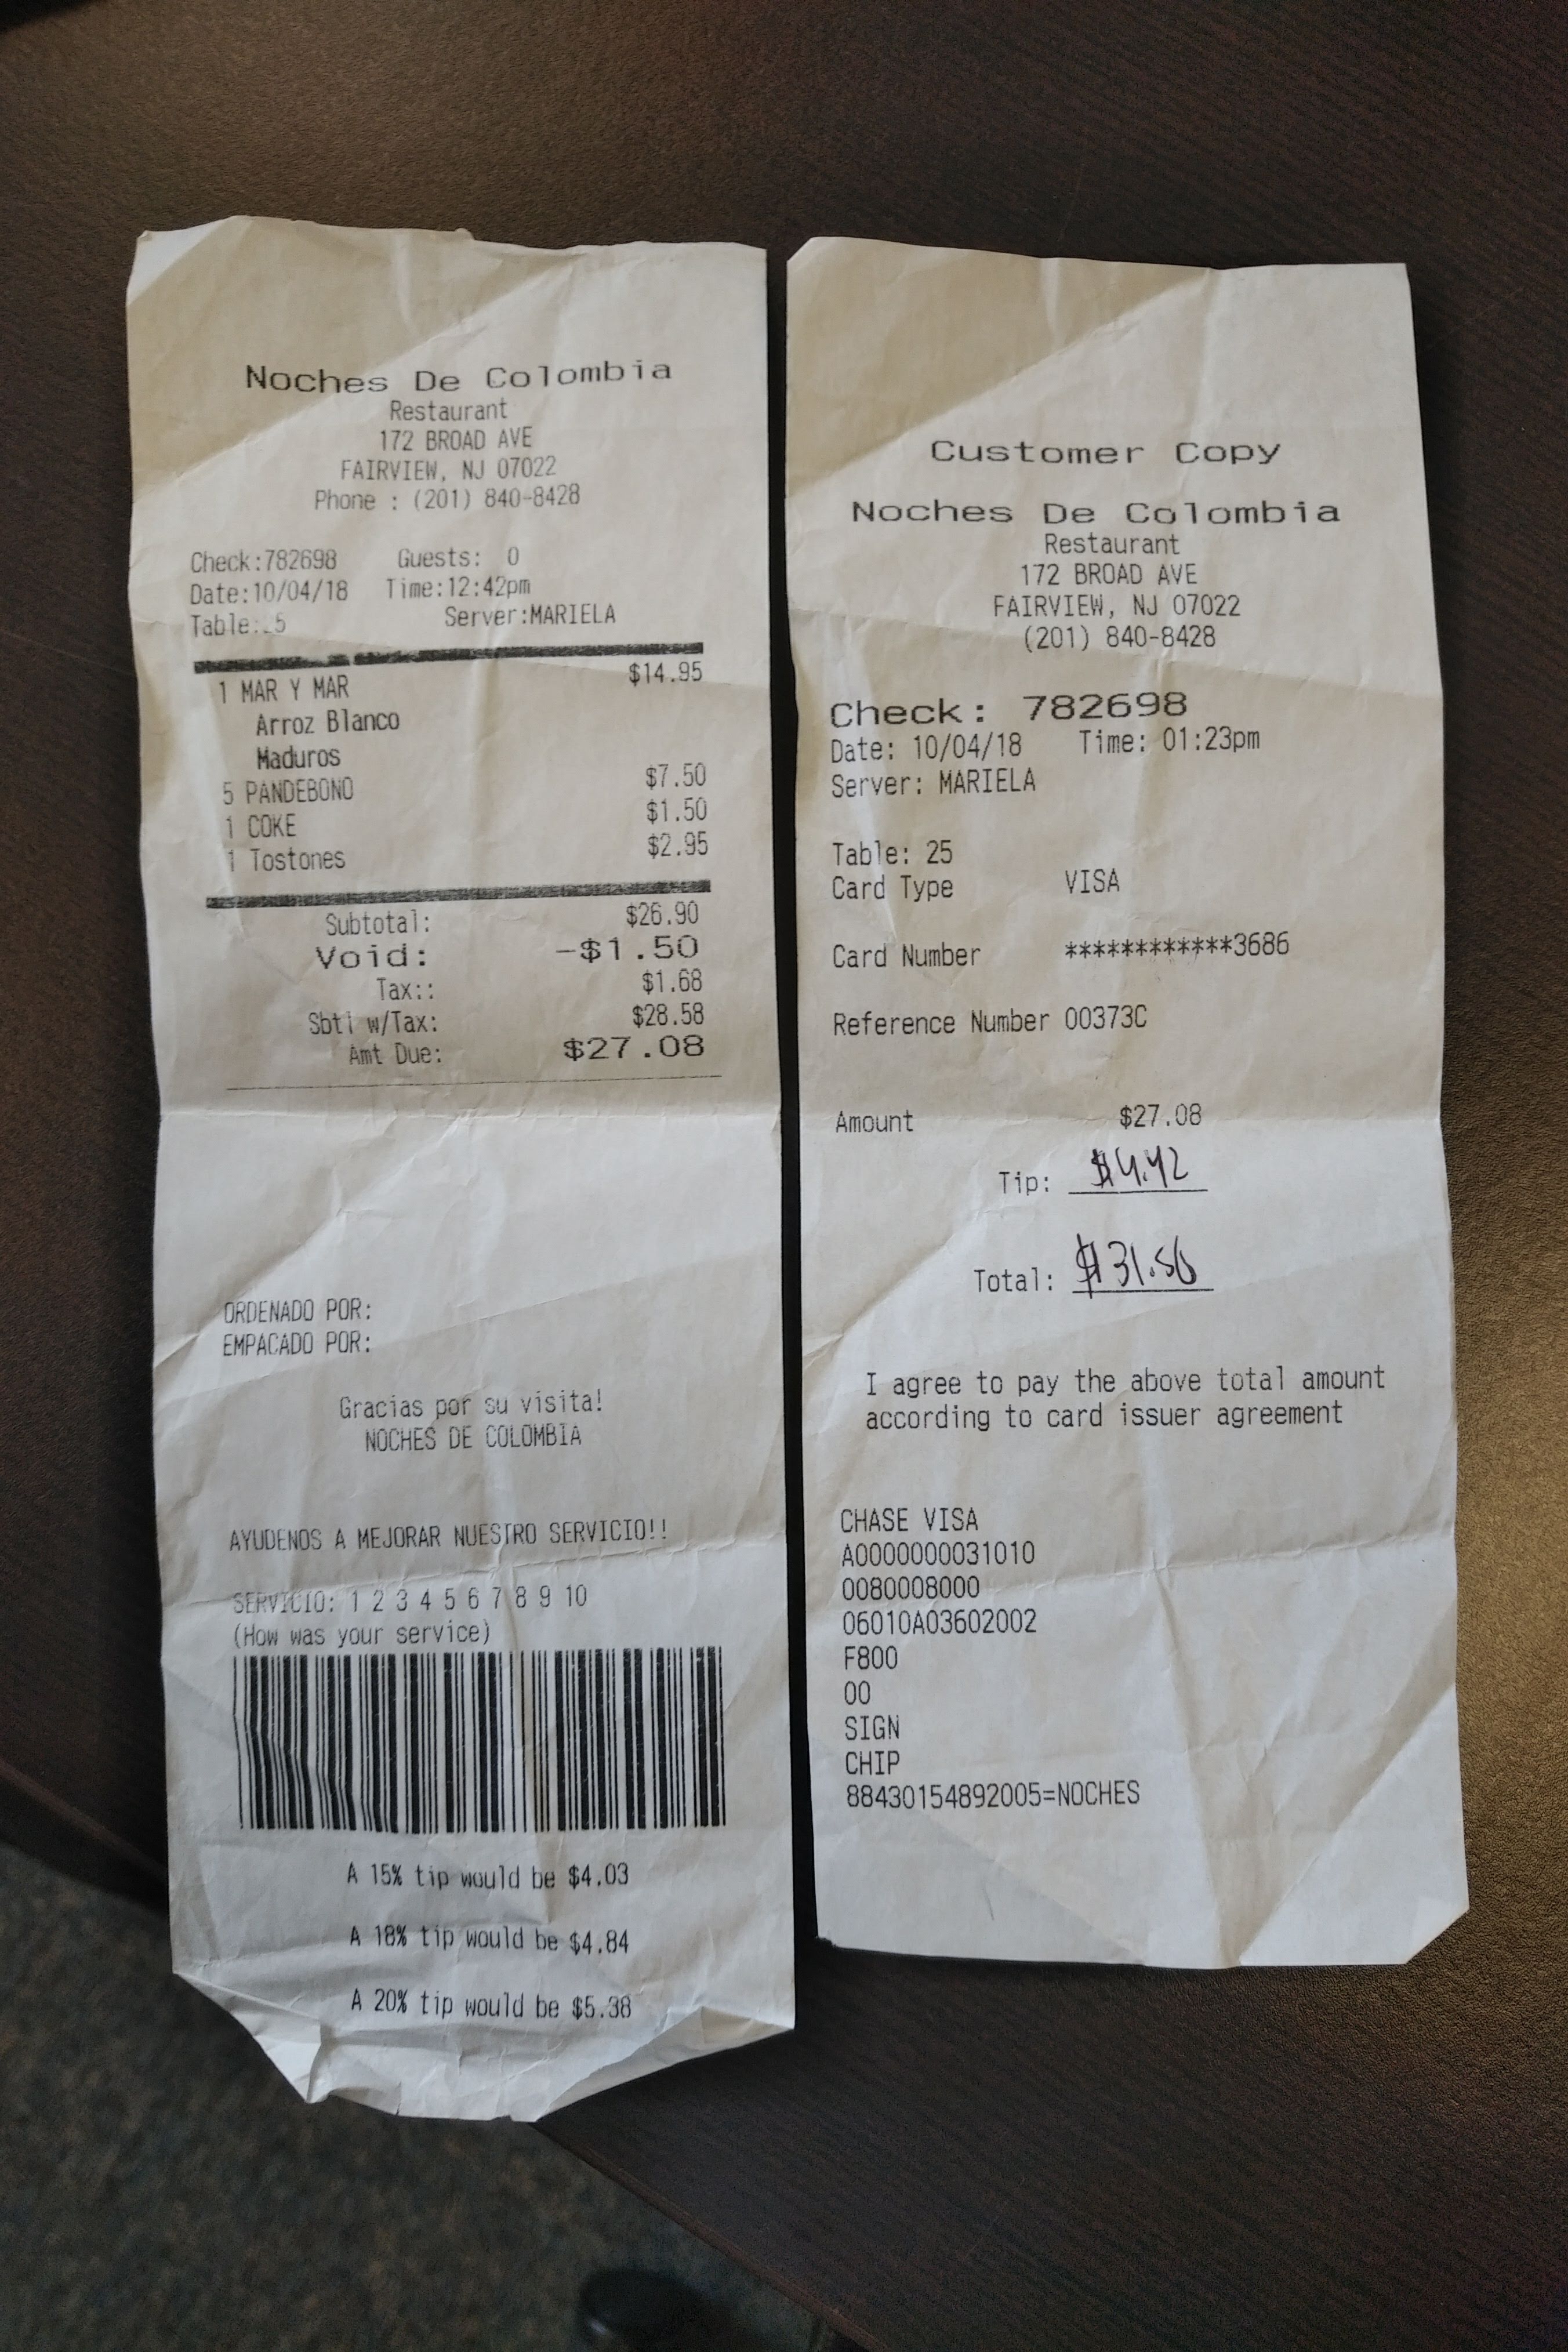 Noches De Colombia
Restaurant
172 BROAD AVE
FAIRVIEW, NJ 07022
Phone : (201) 840-8428
Check:782698 Guests: 0
Date:10/04/18 Time:12:42pm
Table:25 Server:MARIELA
1 MAR Y MAR $14.95
Arroz Blanco
Maduros
5 PANDEBONO $7.50
1 COKE $1.50
1 Tostones $2.95
Subtotal: $26.90
Void: -$1.50
Tax:: $1.68
Sbtl w/Tax: $28.58
Amt Due: $27.08
ORDENADO POR:
EMPACADO POR:
Gracias por su visita!
NOCHES DE COLOMBIA
AYUDENOS A MEJORAR NUESTRO SERVICIO!!
SERVICIO: 1 2 3 4 5 6 7 8 9 10
(How was your service)
A 15% tip would be $4.03
A 18% tip would be $4.84
A 20% tip would be $5.38
Customer Copy
Noches De Colombia
Restaurant
172 BROAD AVE
FAIRVIEW, NJ 07022
(201) 840-8428
Check: 782698
Date: 10/04/18 Time: 01:23pm
Server: MARIELA
Table: 25
Card Type VISA
Card Number ************3686
Reference Number 00373C
Amount $27.08
Tip: $4.42
Total: $31.50
I agree to pay the above total amount
according to card issuer agreement
CHASE VISA
A0000000031010
0080008000
06010A03602002
F800
00
SIGN
CHIP
88430154892005=NOCHES